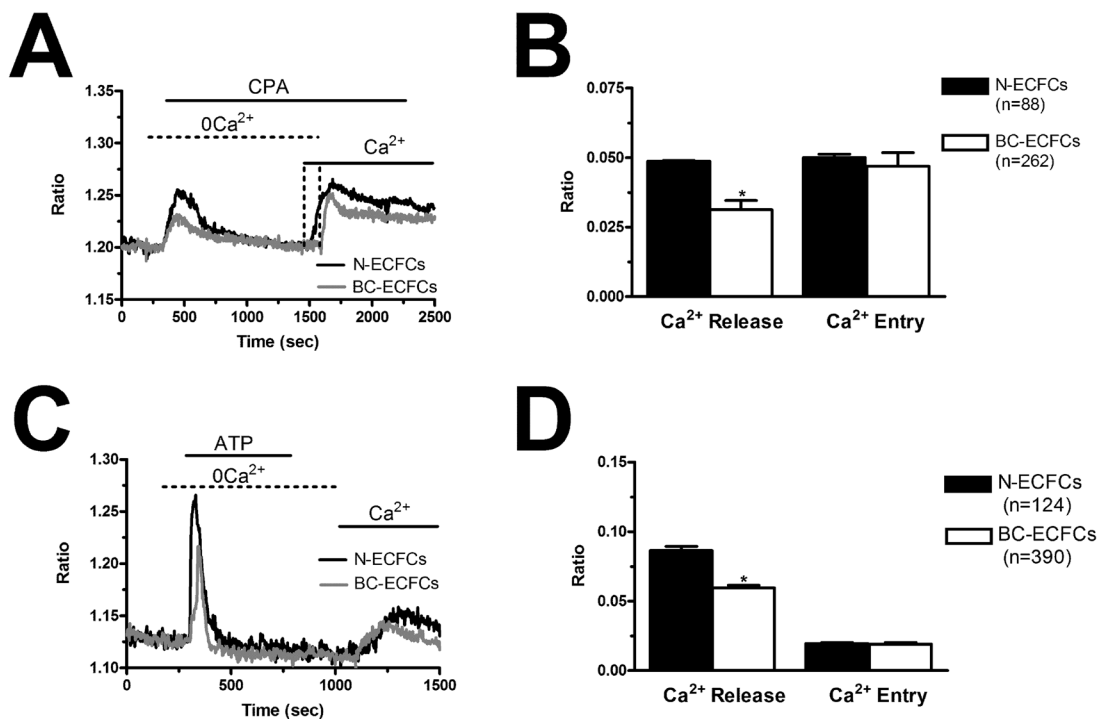 A
CPA
0Ca²⁺
Ca²⁺
1.35
1.30
1.25
1.20
1.15
Ratio
N-ECFCs
BC-ECFCs
0
500
1000
1500
2000
2500
Time (sec)
B
0.075
0.050
0.025
0.000
Ratio
*
Ca²⁺ Release
Ca²⁺ Entry
N-ECFCs
(n=88)
BC-ECFCs
(n=262)
C
ATP
0Ca²⁺
Ca²⁺
1.30
1.25
1.20
1.15
1.10
Ratio
N-ECFCs
BC-ECFCs
0
500
1000
1500
Time (sec)
D
0.15
0.10
0.05
0.00
Ratio
*
Ca²⁺ Release
Ca²⁺ Entry
N-ECFCs
(n=124)
BC-ECFCs
(n=390)